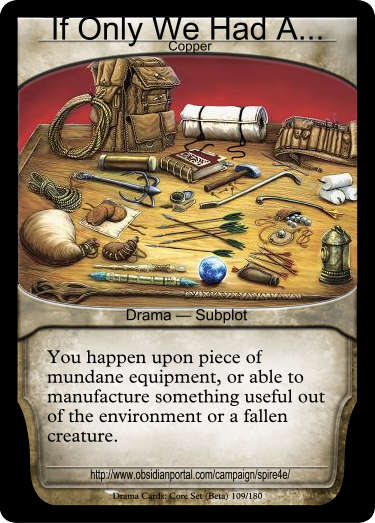 If Only We Had A...
Copper
Drama — Subplot
You happen upon piece of
mundane equipment, or able to
manufacture something useful out
of the environment or a fallen
creature.
http://www.obsidianportal.com/campaign/spire4e/
Drama Cards: Core Set (Beta) 109/180